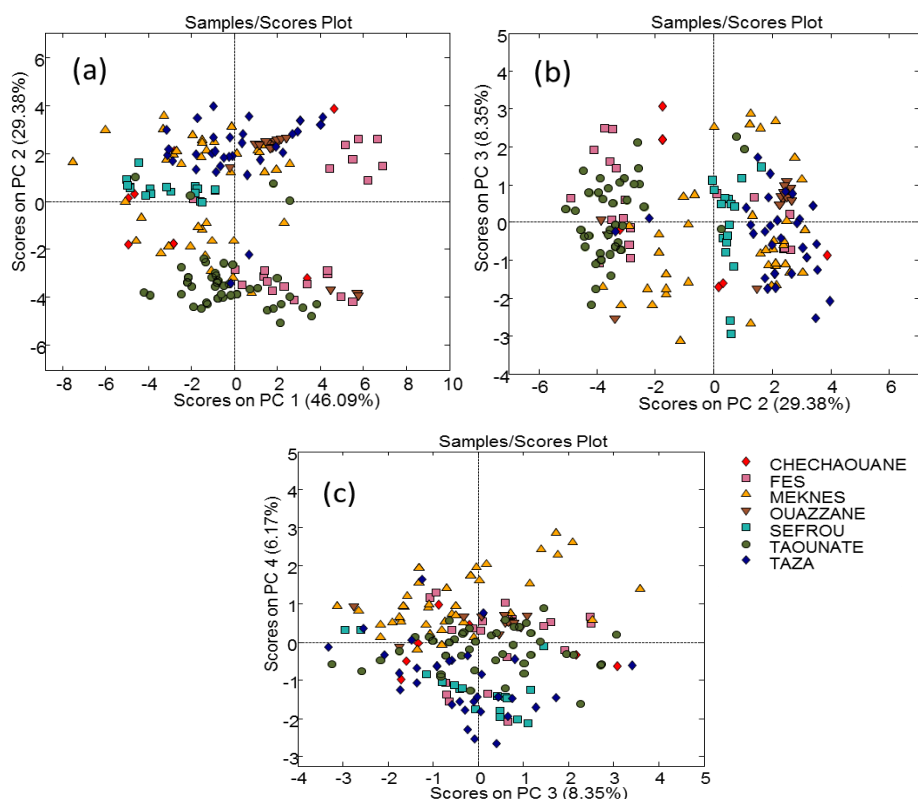 Samples/Scores Plot
(a)
Scores on PC 2 (29.38%)
6
4
2
0
-2
-4
-6
-8 -6 -4 -2 0 2 4 6 8 10
Scores on PC 1 (46.09%)
Samples/Scores Plot
(b)
Scores on PC 3 (8.35%)
5
4
3
2
1
0
-1
-2
-3
-4
-6 -4 -2 0 2 4 6
Scores on PC 2 (29.38%)
Samples/Scores Plot
(c)
Scores on PC 4 (6.17%)
5
4
3
2
1
0
-1
-2
-3
-4 -3 -2 -1 0 1 2 3 4 5
Scores on PC 3 (8.35%)
CHECHAOUANE
FES
MEKNES
OUAZZANE
SEFROU
TAOUNATE
TAZA